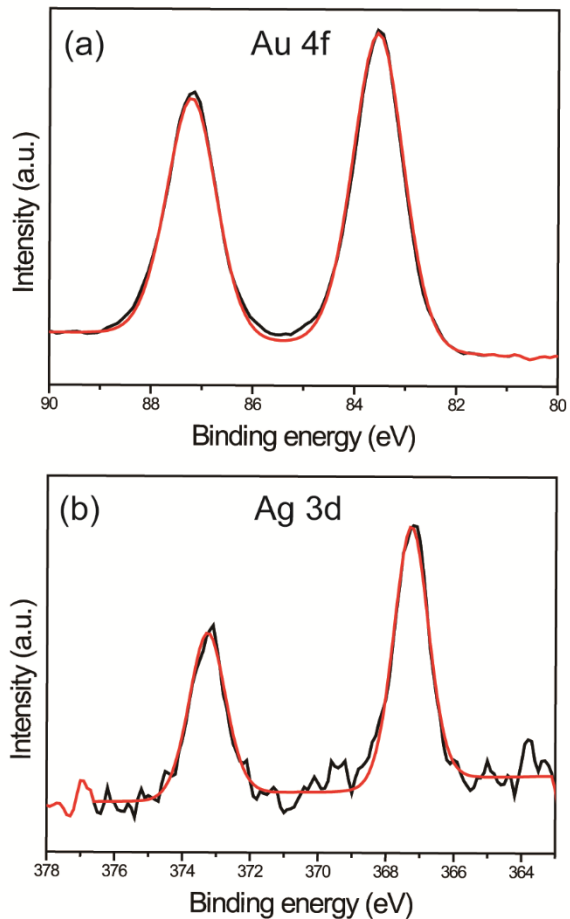 (a) Au 4f
Intensity (a.u.)
90 88 86 84 82 80
Binding energy (eV)
(b) Ag 3d
Intensity (a.u.)
378 376 374 372 370 368 366 364
Binding energy (eV)